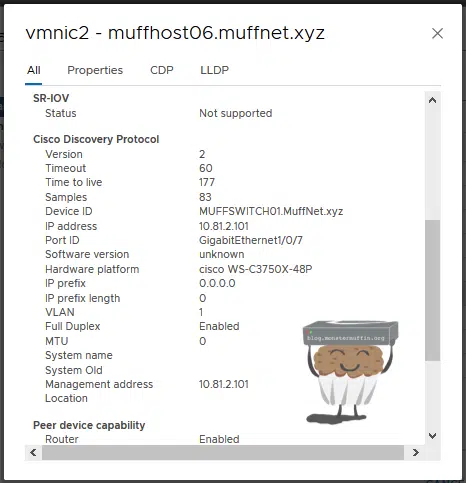 vmnic2 - muffhost06.muffnet.xyz
All Properties CDP LLDP
SR-IOV
Status Not supported
Cisco Discovery Protocol
Version 2
Timeout 60
Time to live 177
Samples 83
Device ID MUFFSWITCH01.MuffNet.xyz
IP address 10.81.2.101
Port ID GigabitEthernet1/0/7
Software version unknown
Hardware platform cisco WS-C3750X-48P
IP prefix 0.0.0.0
IP prefix length 0
VLAN 1
Full Duplex Enabled
MTU 0
System name
System OId
Management address 10.81.2.101
Location
blog.monstermuffin.org
Peer device capability
Router Enabled